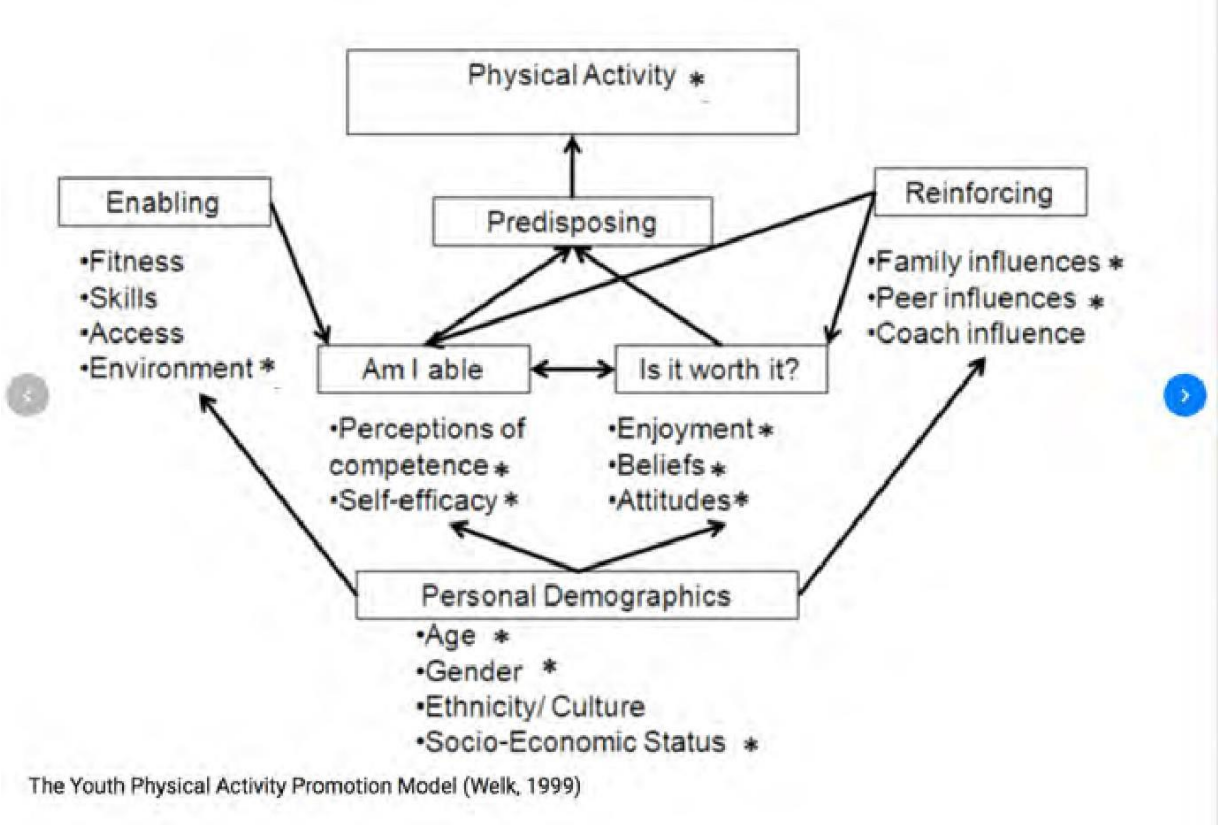 Physical Activity *
Enabling
Predisposing
Reinforcing
•Fitness
•Skills
•Access
•Environment *
•Family influences *
•Peer influences *
•Coach influence
Am I able
Is it worth it?
•Perceptions of
competence *
•Self-efficacy *
•Enjoyment *
•Beliefs *
•Attitudes*
Personal Demographics
•Age *
•Gender *
•Ethnicity/ Culture
•Socio-Economic Status *
The Youth Physical Activity Promotion Model (Welk, 1999)